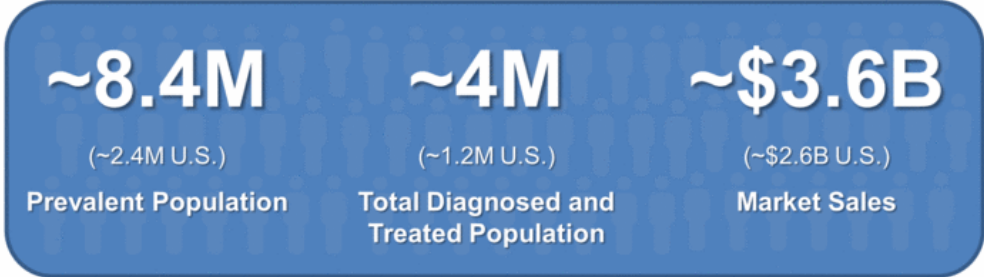 ~8.4M ~4M ~$3.6B
(~2.4M U.S.) (~1.2M U.S.) (~$2.6B U.S.)
Prevalent Population Total Diagnosed and Market Sales
Treated Population